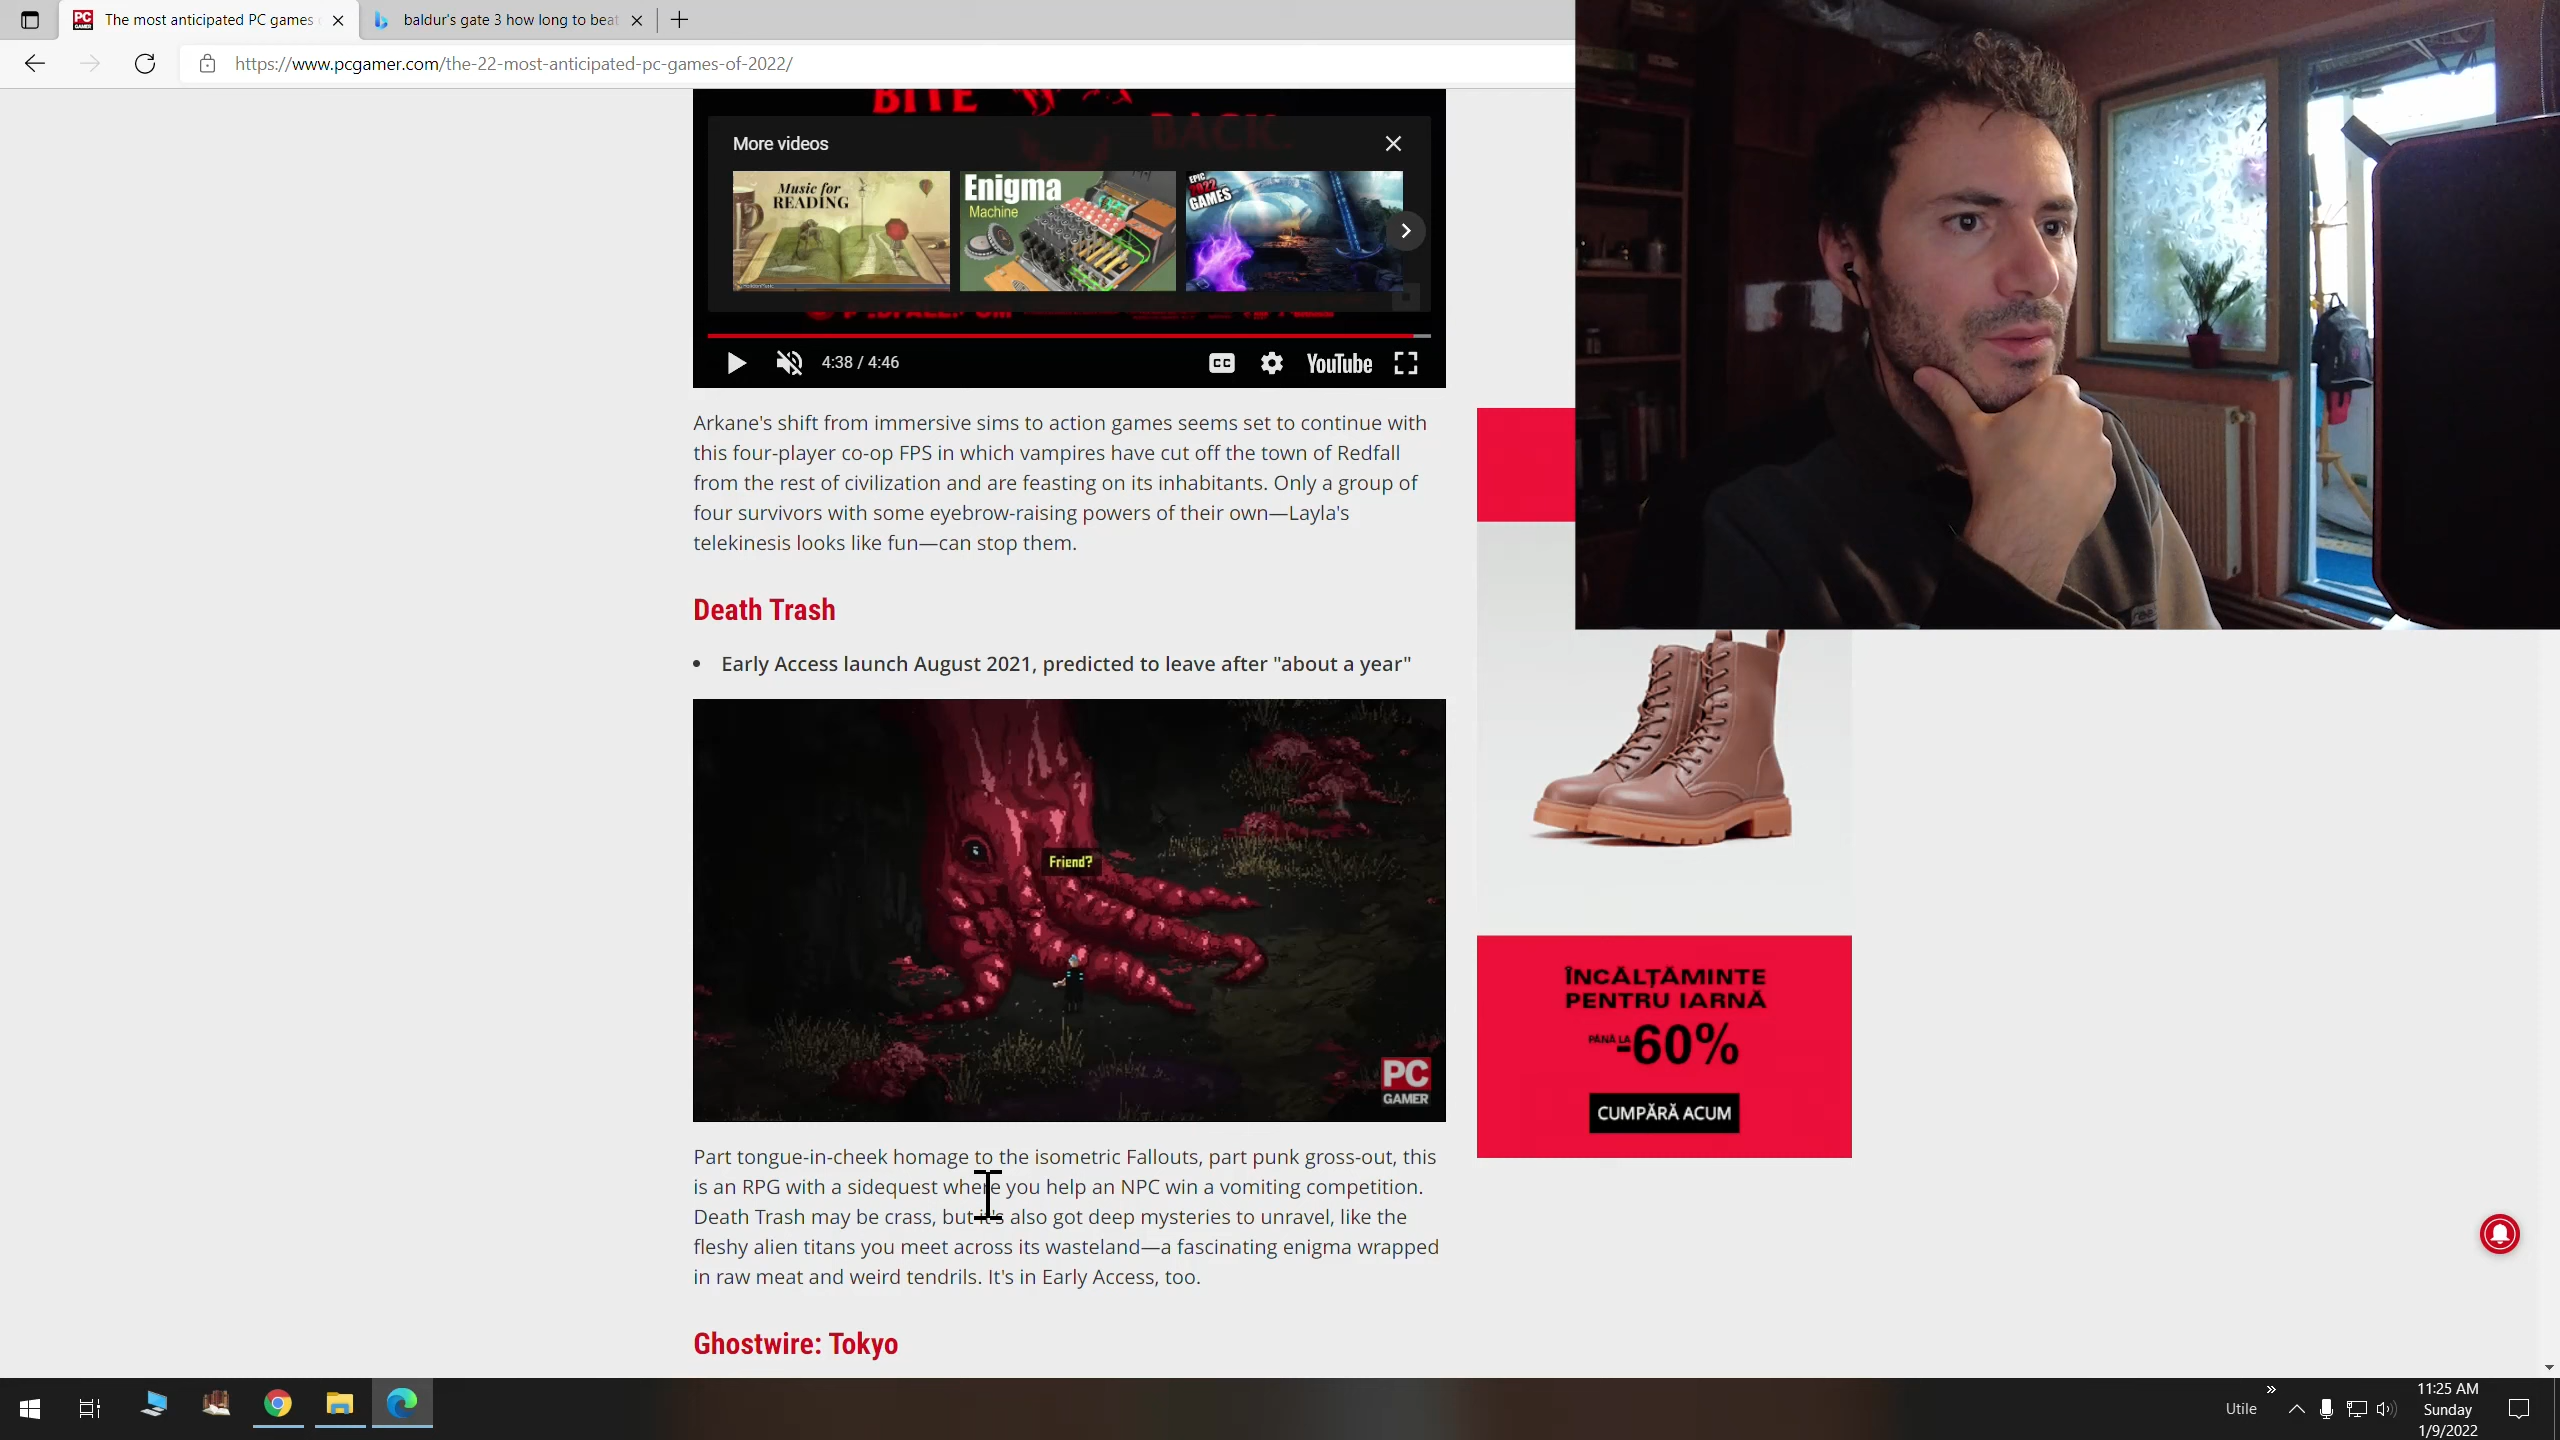 The most anticipated PC games
baldur's gate 3 how long to beat
https://www.pcgamer.com/the-22-most-anticipated-pc-games-of-2022/
BITE
BACK.
More videos
Music for
READING
Enigma
Machine
EPIC
2022
GAMES
4:38 / 4:46
CC
YouTube
Arkane's shift from immersive sims to action games seems set to continue with
this four-player co-op FPS in which vampires have cut off the town of Redfall
from the rest of civilization and are feasting on its inhabitants. Only a group of
four survivors with some eyebrow-raising powers of their own—Layla's
telekinesis looks like fun—can stop them.
Death Trash
• Early Access launch August 2021, predicted to leave after "about a year"
Friend?
PC
GAMER
Part tongue-in-cheek homage to the isometric Fallouts, part punk gross-out, this
is an RPG with a sidequest where you help an NPC win a vomiting competition.
Death Trash may be crass, but it's also got deep mysteries to unravel, like the
fleshy alien titans you meet across its wasteland—a fascinating enigma wrapped
in raw meat and weird tendrils. It's in Early Access, too.
Ghostwire: Tokyo
ÎNCĂLȚĂMINTE
PENTRU IARNĂ
PÂNĂ LA
-60%
CUMPĂRĂ ACUM
Utile
11:25 AM
Sunday
1/9/2022